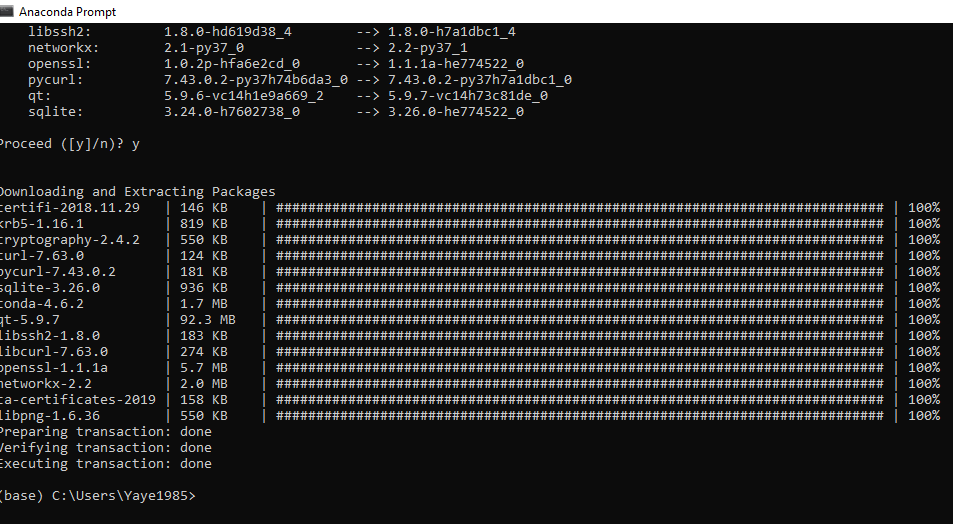 Anaconda Prompt
libssh2: 1.8.0-hd619d38_4 --> 1.8.0-h7a1dbc1_4
networkx: 2.1-py37_0 --> 2.2-py37_1
openssl: 1.0.2p-hfa6e2cd_0 --> 1.1.1a-he774522_0
pycurl: 7.43.0.2-py37h74b6da3_0 --> 7.43.0.2-py37h7a1dbc1_0
qt: 5.9.6-vc14h1e9a669_2 --> 5.9.7-vc14h73c81de_0
sqlite: 3.24.0-h7602738_0 --> 3.26.0-he774522_0
Proceed ([y]/n)? y
Downloading and Extracting Packages
certifi-2018.11.29 | 146 KB | ############################################################################ | 100%
krb5-1.16.1 | 819 KB | ############################################################################ | 100%
cryptography-2.4.2 | 550 KB | ############################################################################ | 100%
curl-7.63.0 | 124 KB | ############################################################################ | 100%
pycurl-7.43.0.2 | 181 KB | ############################################################################ | 100%
sqlite-3.26.0 | 936 KB | ############################################################################ | 100%
conda-4.6.2 | 1.7 MB | ############################################################################ | 100%
qt-5.9.7 | 92.3 MB | ############################################################################ | 100%
libssh2-1.8.0 | 183 KB | ############################################################################ | 100%
libcurl-7.63.0 | 274 KB | ############################################################################ | 100%
openssl-1.1.1a | 5.7 MB | ############################################################################ | 100%
networkx-2.2 | 2.0 MB | ############################################################################ | 100%
ca-certificates-2019 | 158 KB | ############################################################################ | 100%
libpng-1.6.36 | 550 KB | ############################################################################ | 100%
Preparing transaction: done
Verifying transaction: done
Executing transaction: done
(base) C:\Users\Yaye1985>